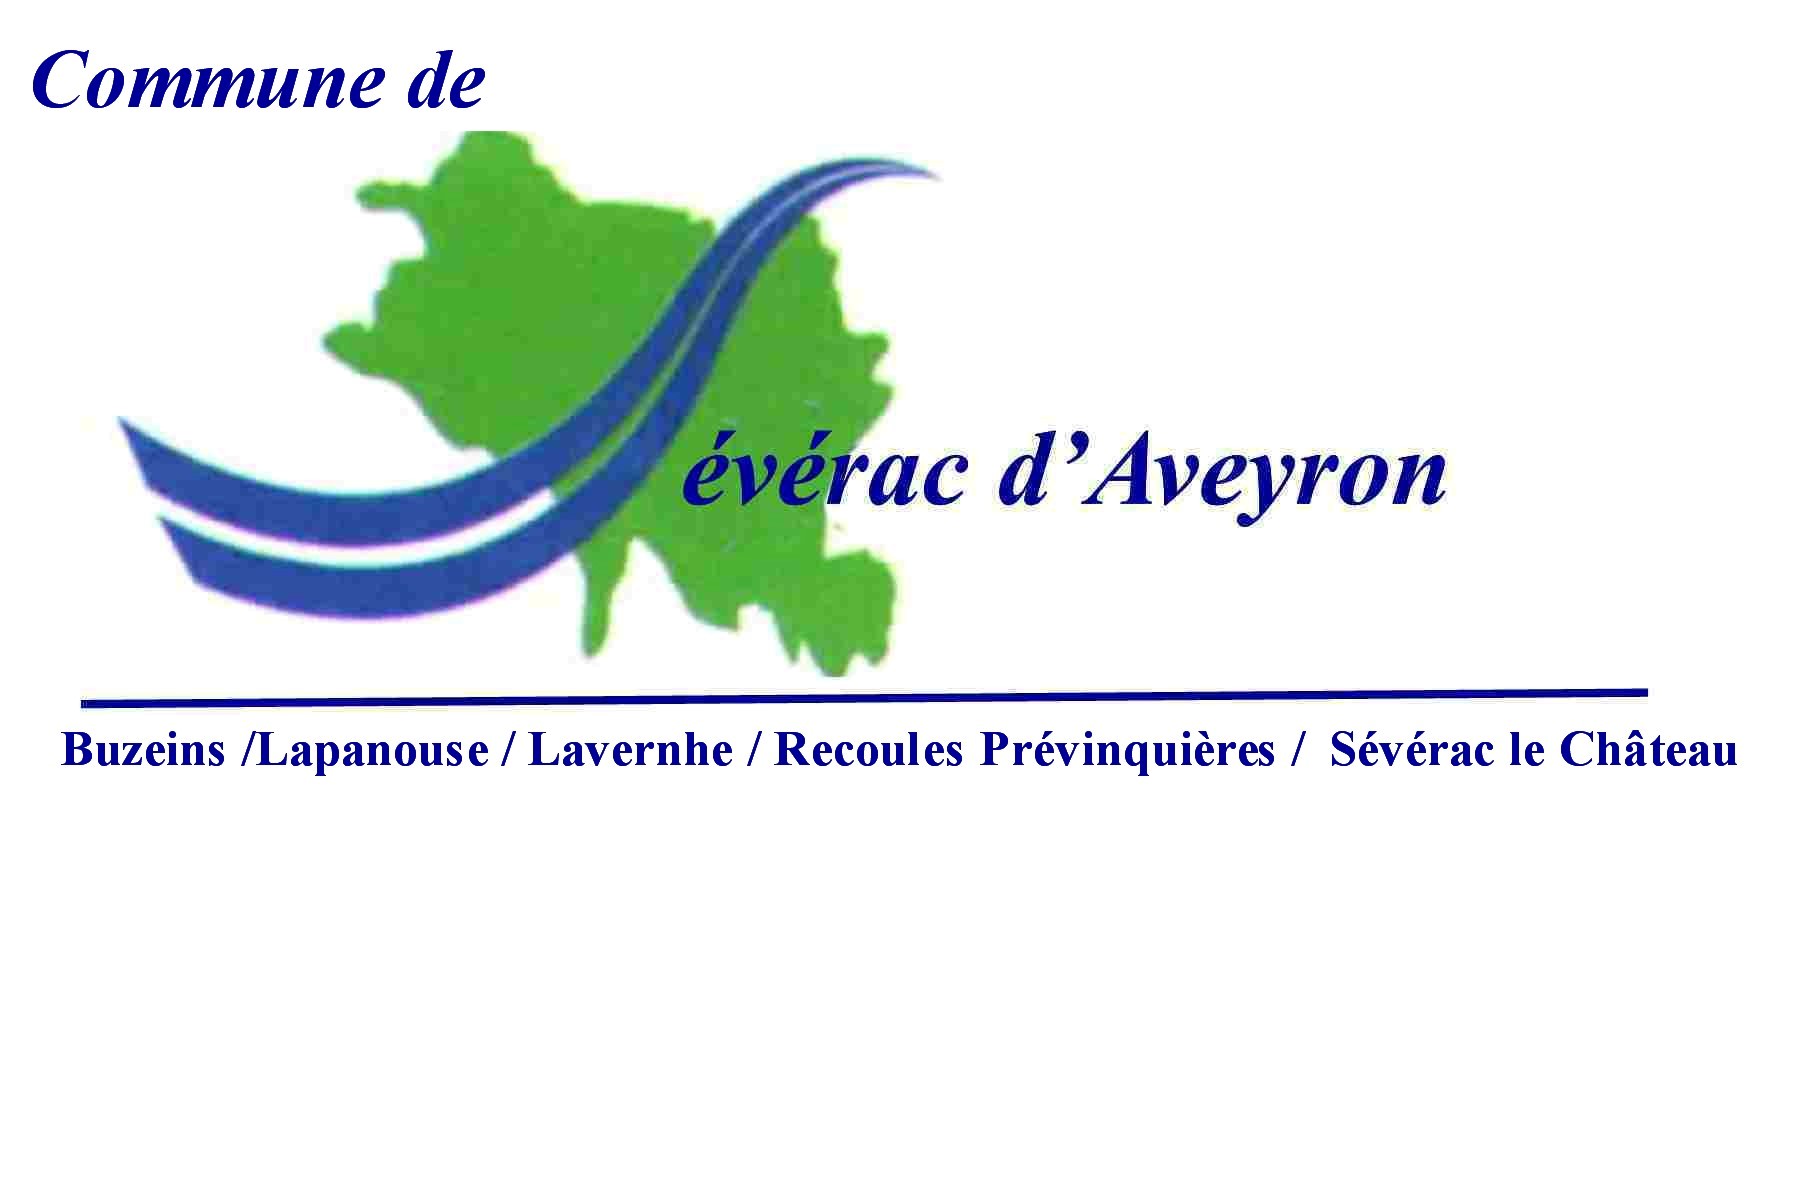 Commune de
évérac d’Aveyron
Buzeins /Lapanouse / Lavernhe / Recoules Prévinquières / Sévérac le Château